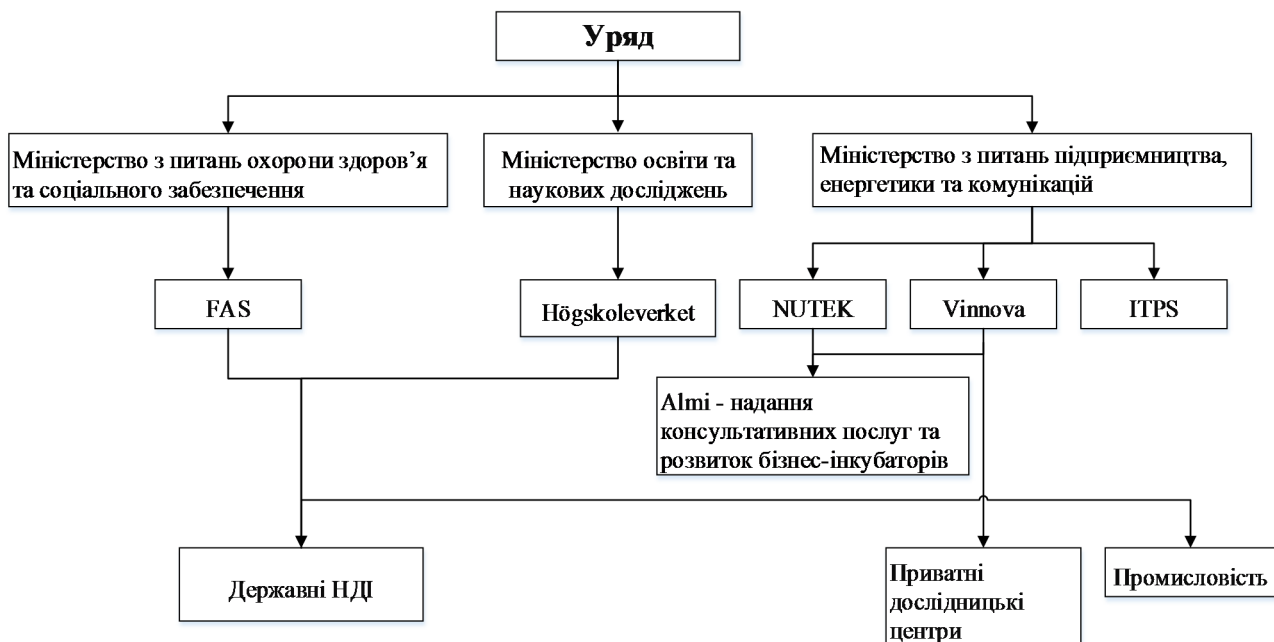 Уряд
Міністерство з питань охорони здоров’я
та соціального забезпечення
Міністерство освіти та
наукових досліджень
Міністерство з питань підприємництва,
енергетики та комунікацій
FAS
Högskoleverket
NUTEK
Vinnova
ITPS
Almi - надання
консультативних послуг та
розвиток бізнес-інкубаторів
Державні НДІ
Приватні
дослідницькі
центри
Промисловість